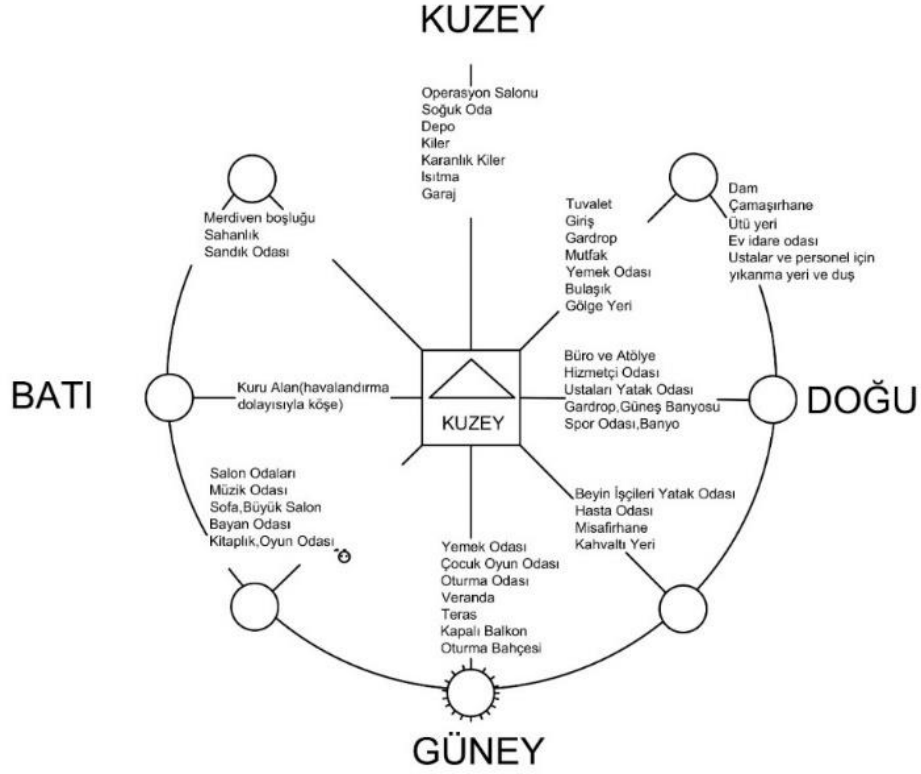 KUZEY
Operasyon Salonu
Soğuk Oda
Depo
Kiler
Karanlık Kiler
Isıtma
Garaj
Merdiven boşluğu
Sahanlık
Sandık Odası
Tuvalet
Giriş
Gardrop
Mutfak
Yemek Odası
Bulaşık
Gölge Yeri
Dam
Çamaşırhane
Ütü yeri
Ev idare odası
Ustalar ve personel için
yıkanma yeri ve duş
BATI
Kuru Alan(havalandırma
dolayısıyla köşe)
KUZEY
Büro ve Atölye
Hizmetçi Odası
Ustaları Yatak Odası
Gardrop,Güneş Banyosu
Spor Odası,Banyo
DOĞU
Salon Odaları
Müzik Odası
Sofa,Büyük Salon
Bayan Odası
Kitaplık,Oyun Odası
Yemek Odası
Çocuk Oyun Odası
Oturma Odası
Veranda
Teras
Kapalı Balkon
Oturma Bahçesi
Beyin İşçileri Yatak Odası
Hasta Odası
Misafirhane
Kahvaltı Yeri
GÜNEY